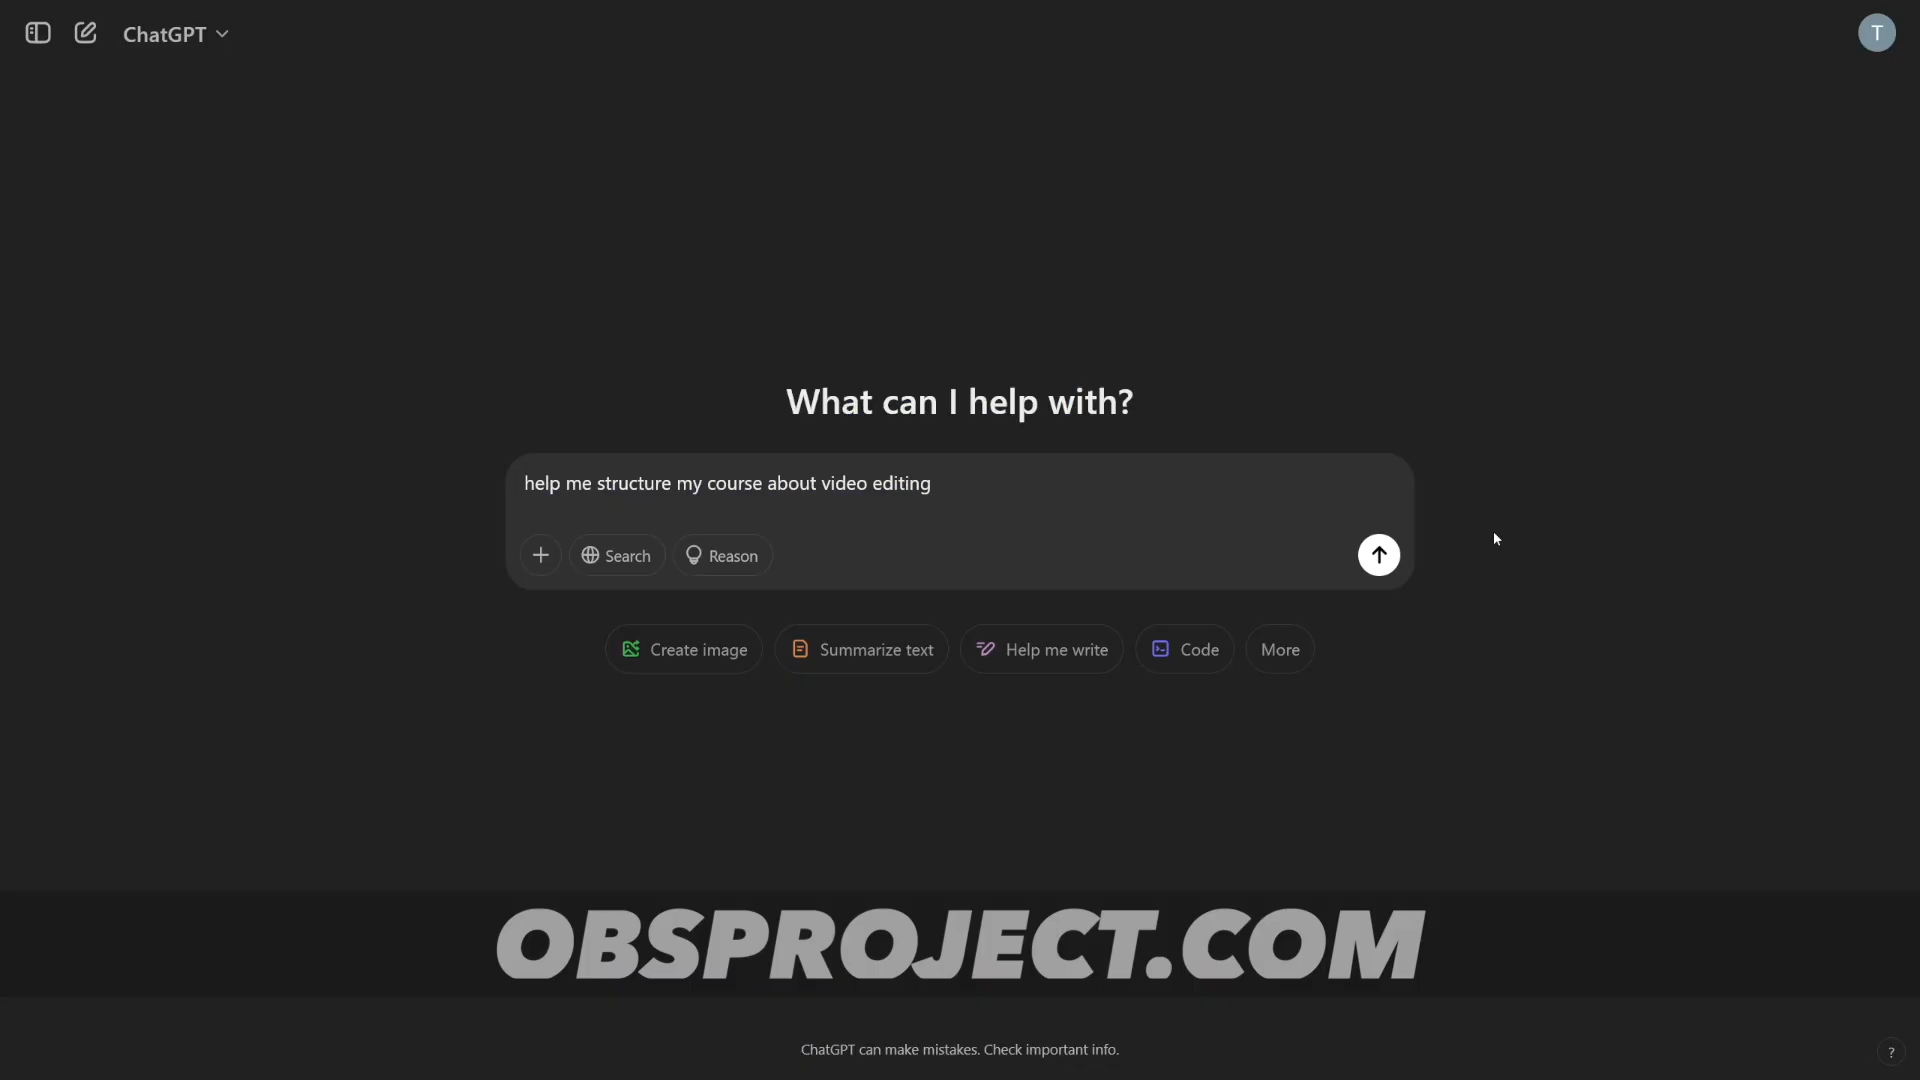 ChatGPT
T
What can I help with?
help me structure my course about video editing
Search
Reason
Create image
Summarize text
Help me write
Code
More
OBSPROJECT.COM
ChatGPT can make mistakes. Check important info.
?